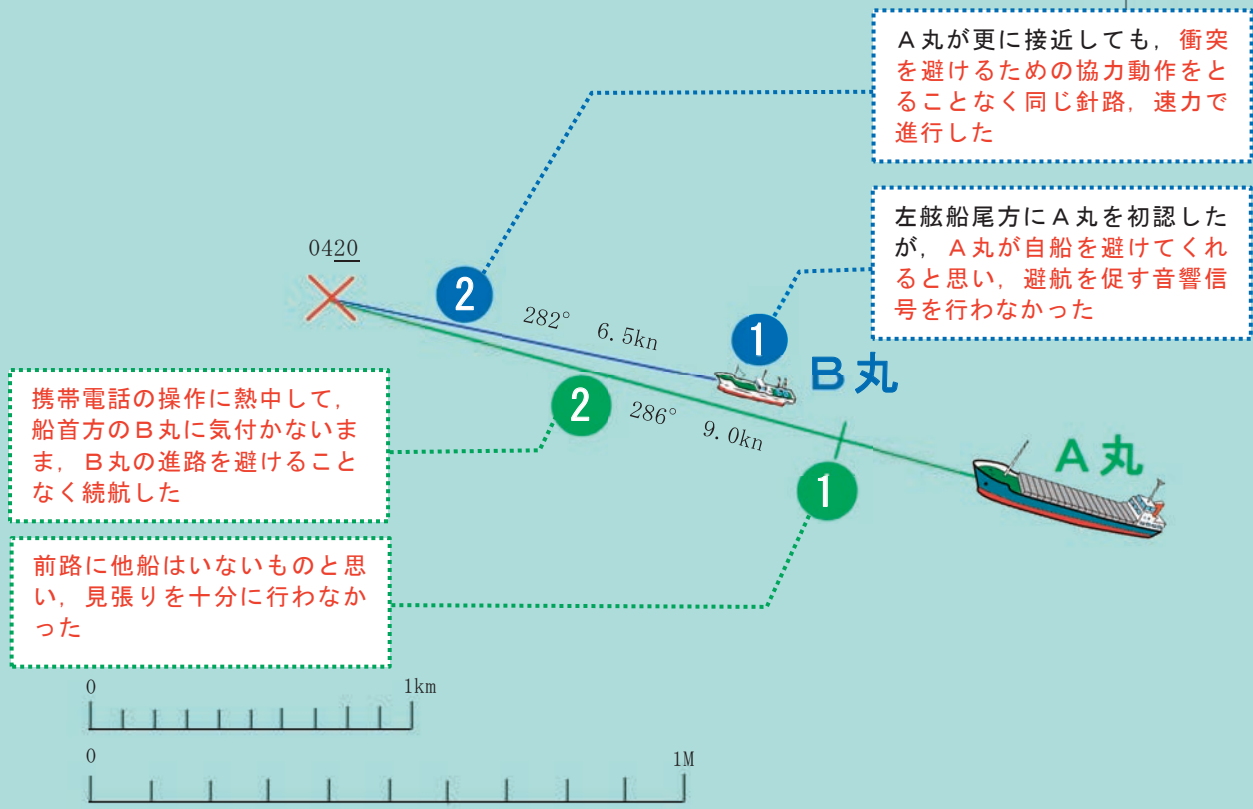 A丸が更に接近しても，衝突
を避けるための協力動作をと
ることなく同じ針路，速力で
進行した
左舷船尾方にA丸を初認した
が，A丸が自船を避けてくれ
ると思い，避航を促す音響信
号を行わなかった
0420
2
282° 6.5kn
1
B丸
2
286° 9.0kn
A丸
1
携帯電話の操作に熱中して，
船首方のB丸に気付かないま
ま，B丸の進路を避けること
なく続航した
前路に他船はいないものと思
い，見張りを十分に行わなか
った
0 1km
0 1M